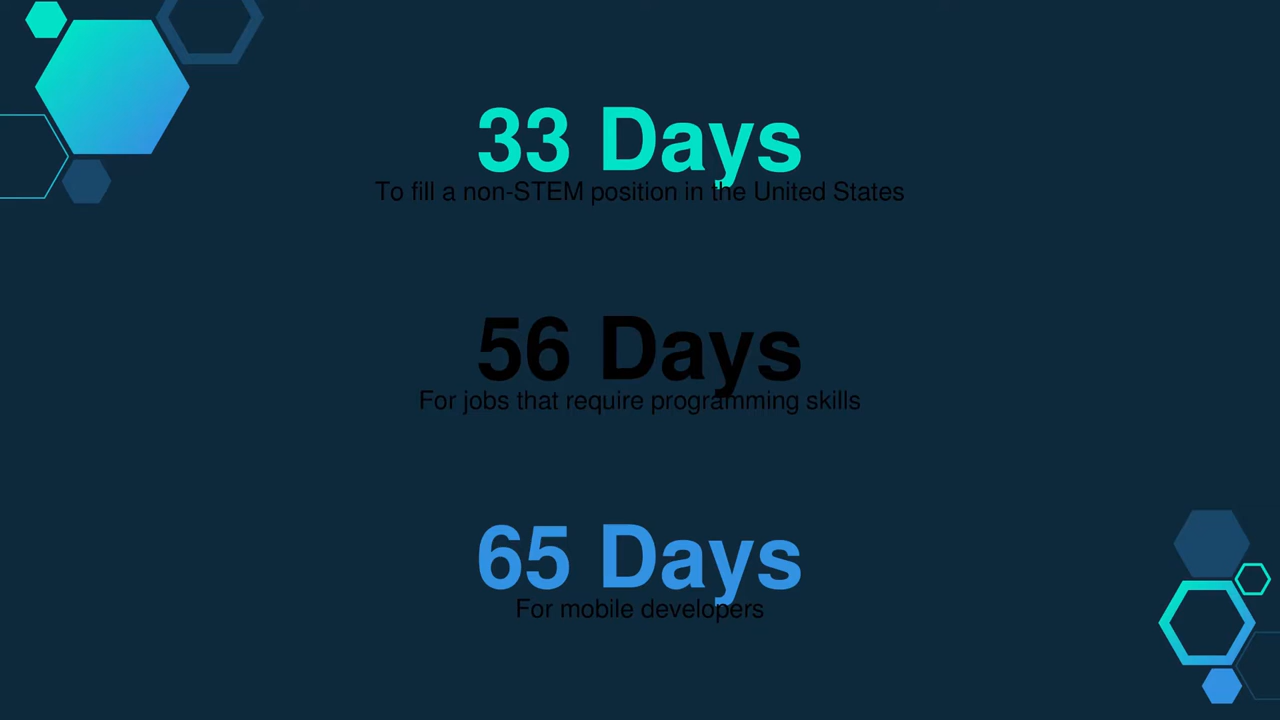 33 Days
To fill a non-STEM position in the United States
56 Days
For jobs that require programming skills
65 Days
For mobile developers